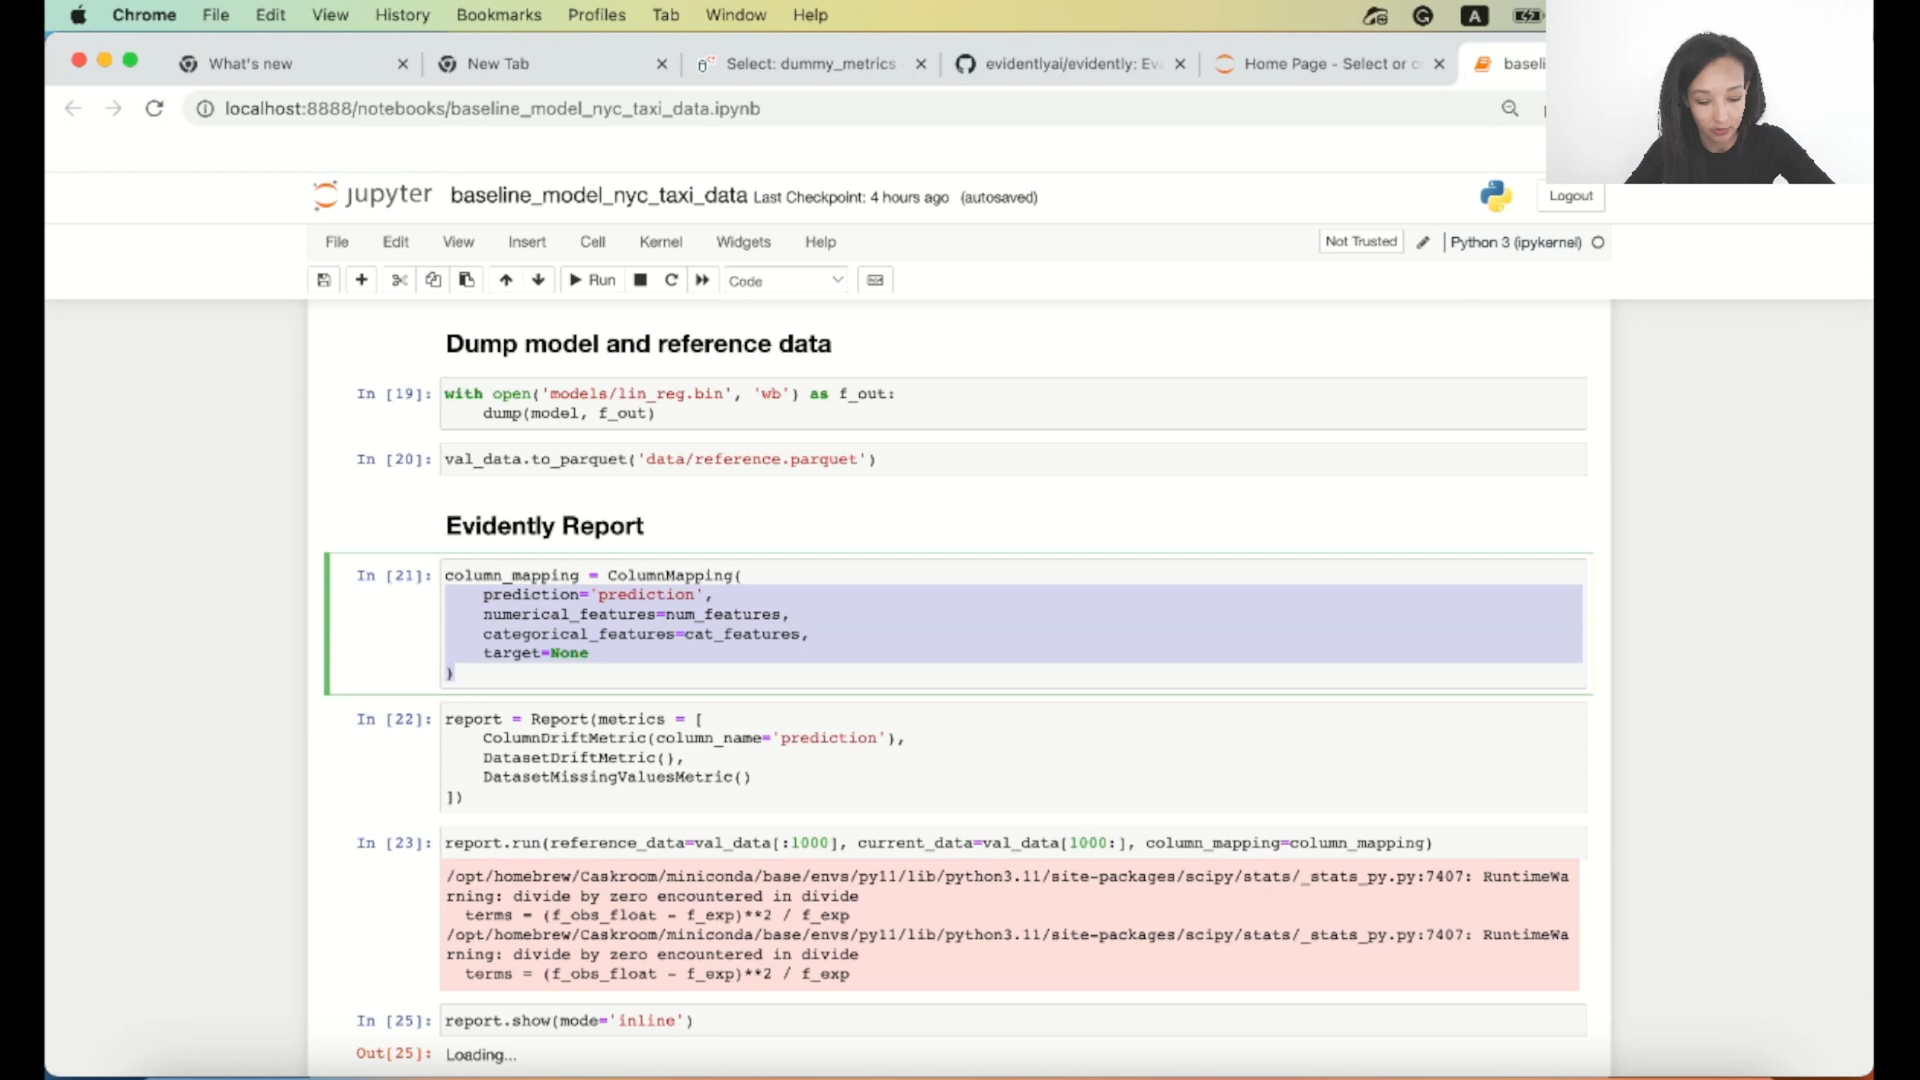 Chrome File Edit View History Bookmarks Profiles Tab Window Help
What's new New Tab Select: dummy_metrics evidentlyai/evidently: Eva Home Page - Select or c baseli
localhost:8888/notebooks/baseline_model_nyc_taxi_data.ipynb
jupyter baseline_model_nyc_taxi_data Last Checkpoint: 4 hours ago (autosaved) Logout
File Edit View Insert Cell Kernel Widgets Help Not Trusted Python 3 (ipykernel)
Run Code
Dump model and reference data
In [19]: with open('models/lin_reg.bin', 'wb') as f_out:
dump(model, f_out)
In [20]: val_data.to_parquet('data/reference.parquet')
Evidently Report
In [21]: column_mapping = ColumnMapping(
prediction='prediction',
numerical_features=num_features,
categorical_features=cat_features,
target=None
)
In [22]: report = Report(metrics = [
ColumnDriftMetric(column_name='prediction'),
DatasetDriftMetric(),
DatasetMissingValuesMetric()
])
In [23]: report.run(reference_data=val_data[:1000], current_data=val_data[1000:], column_mapping=column_mapping)
/opt/homebrew/Caskroom/miniconda/base/envs/py11/lib/python3.11/site-packages/scipy/stats/_stats_py.py:7407: RuntimeWa
rning: divide by zero encountered in divide
terms = (f_obs_float - f_exp)**2 / f_exp
/opt/homebrew/Caskroom/miniconda/base/envs/py11/lib/python3.11/site-packages/scipy/stats/_stats_py.py:7407: RuntimeWa
rning: divide by zero encountered in divide
terms = (f_obs_float - f_exp)**2 / f_exp
In [25]: report.show(mode='inline')
Out[25]: Loading...